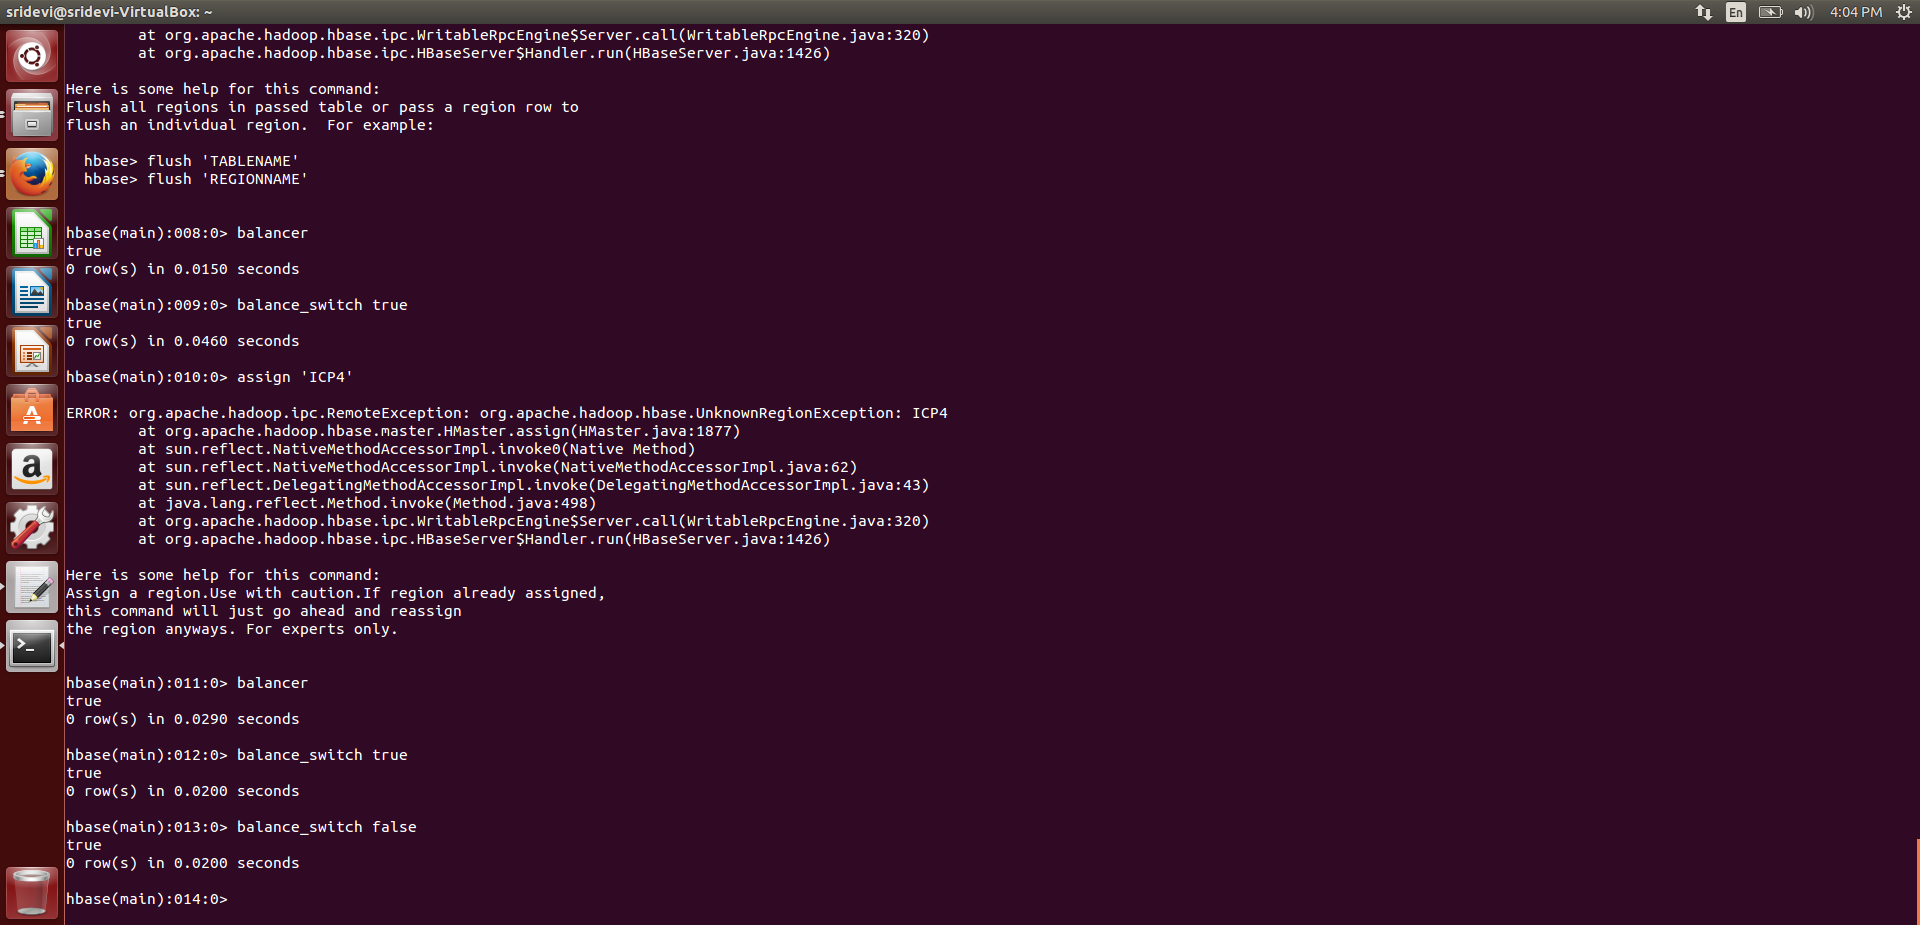 sridevi@sridevi-VirtualBox: ~
En
4:04 PM
        at org.apache.hadoop.hbase.ipc.WritableRpcEngine$Server.call(WritableRpcEngine.java:320)
        at org.apache.hadoop.hbase.ipc.HBaseServer$Handler.run(HBaseServer.java:1426)
Here is some help for this command:
Flush all regions in passed table or pass a region row to
flush an individual region.  For example:
  hbase> flush 'TABLENAME'
  hbase> flush 'REGIONNAME'
hbase(main):008:0> balancer
true
0 row(s) in 0.0150 seconds
hbase(main):009:0> balance_switch true
true
0 row(s) in 0.0460 seconds
hbase(main):010:0> assign 'ICP4'
ERROR: org.apache.hadoop.ipc.RemoteException: org.apache.hadoop.hbase.UnknownRegionException: ICP4
        at org.apache.hadoop.hbase.master.HMaster.assign(HMaster.java:1877)
        at sun.reflect.NativeMethodAccessorImpl.invoke0(Native Method)
        at sun.reflect.NativeMethodAccessorImpl.invoke(NativeMethodAccessorImpl.java:62)
        at sun.reflect.DelegatingMethodAccessorImpl.invoke(DelegatingMethodAccessorImpl.java:43)
        at java.lang.reflect.Method.invoke(Method.java:498)
        at org.apache.hadoop.hbase.ipc.WritableRpcEngine$Server.call(WritableRpcEngine.java:320)
        at org.apache.hadoop.hbase.ipc.HBaseServer$Handler.run(HBaseServer.java:1426)
Here is some help for this command:
Assign a region.Use with caution.If region already assigned,
this command will just go ahead and reassign
the region anyways. For experts only.
hbase(main):011:0> balancer
true
0 row(s) in 0.0290 seconds
hbase(main):012:0> balance_switch true
true
0 row(s) in 0.0200 seconds
hbase(main):013:0> balance_switch false
true
0 row(s) in 0.0200 seconds
hbase(main):014:0>